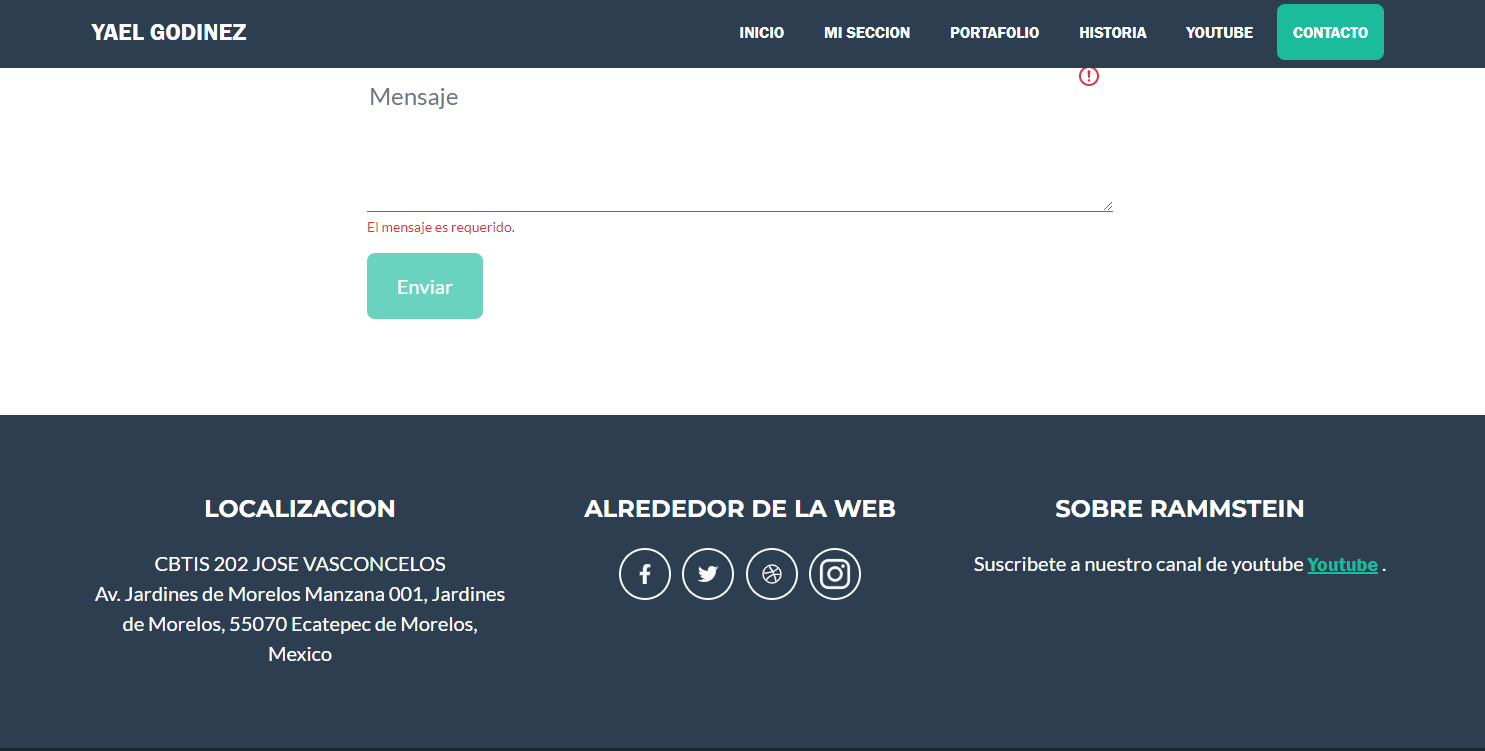 YAEL GODINEZ
INICIO
MI SECCION
PORTAFOLIO
HISTORIA
YOUTUBE
CONTACTO
Mensaje
El mensaje es requerido.
Enviar
LOCALIZACION
CBTIS 202 JOSE VASCONCELOS
Av. Jardines de Morelos Manzana 001, Jardines
de Morelos, 55070 Ecatepec de Morelos,
Mexico
ALREDEDOR DE LA WEB
SOBRE RAMMSTEIN
Suscribete a nuestro canal de youtube Youtube .